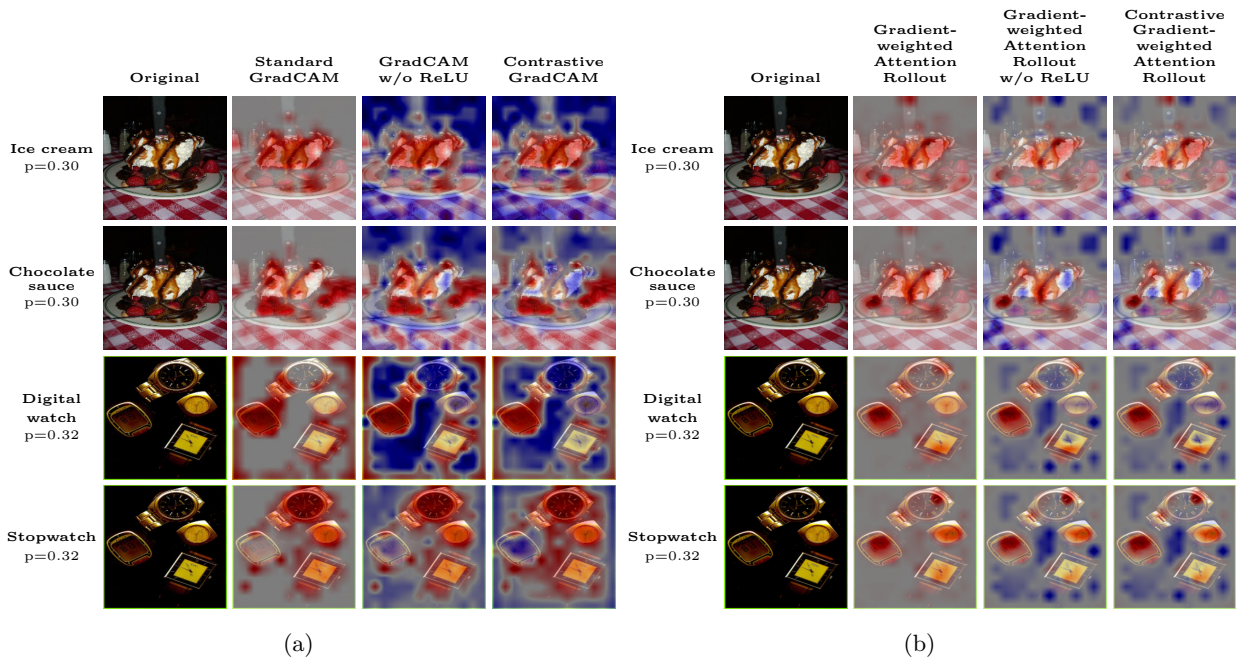 Original
Standard
GradCAM
GradCAM
w/o ReLU
Contrastive
GradCAM
Ice cream
p=0.30
Chocolate
sauce
p=0.30
Digital
watch
p=0.32
Stopwatch
p=0.32
(a)
Original
Gradient-
weighted
Attention
Rollout
Gradient-
weighted
Attention
Rollout
w/o ReLU
Contrastive
Gradient-
weighted
Attention
Rollout
Ice cream
p=0.30
Chocolate
sauce
p=0.30
Digital
watch
p=0.32
Stopwatch
p=0.32
(b)